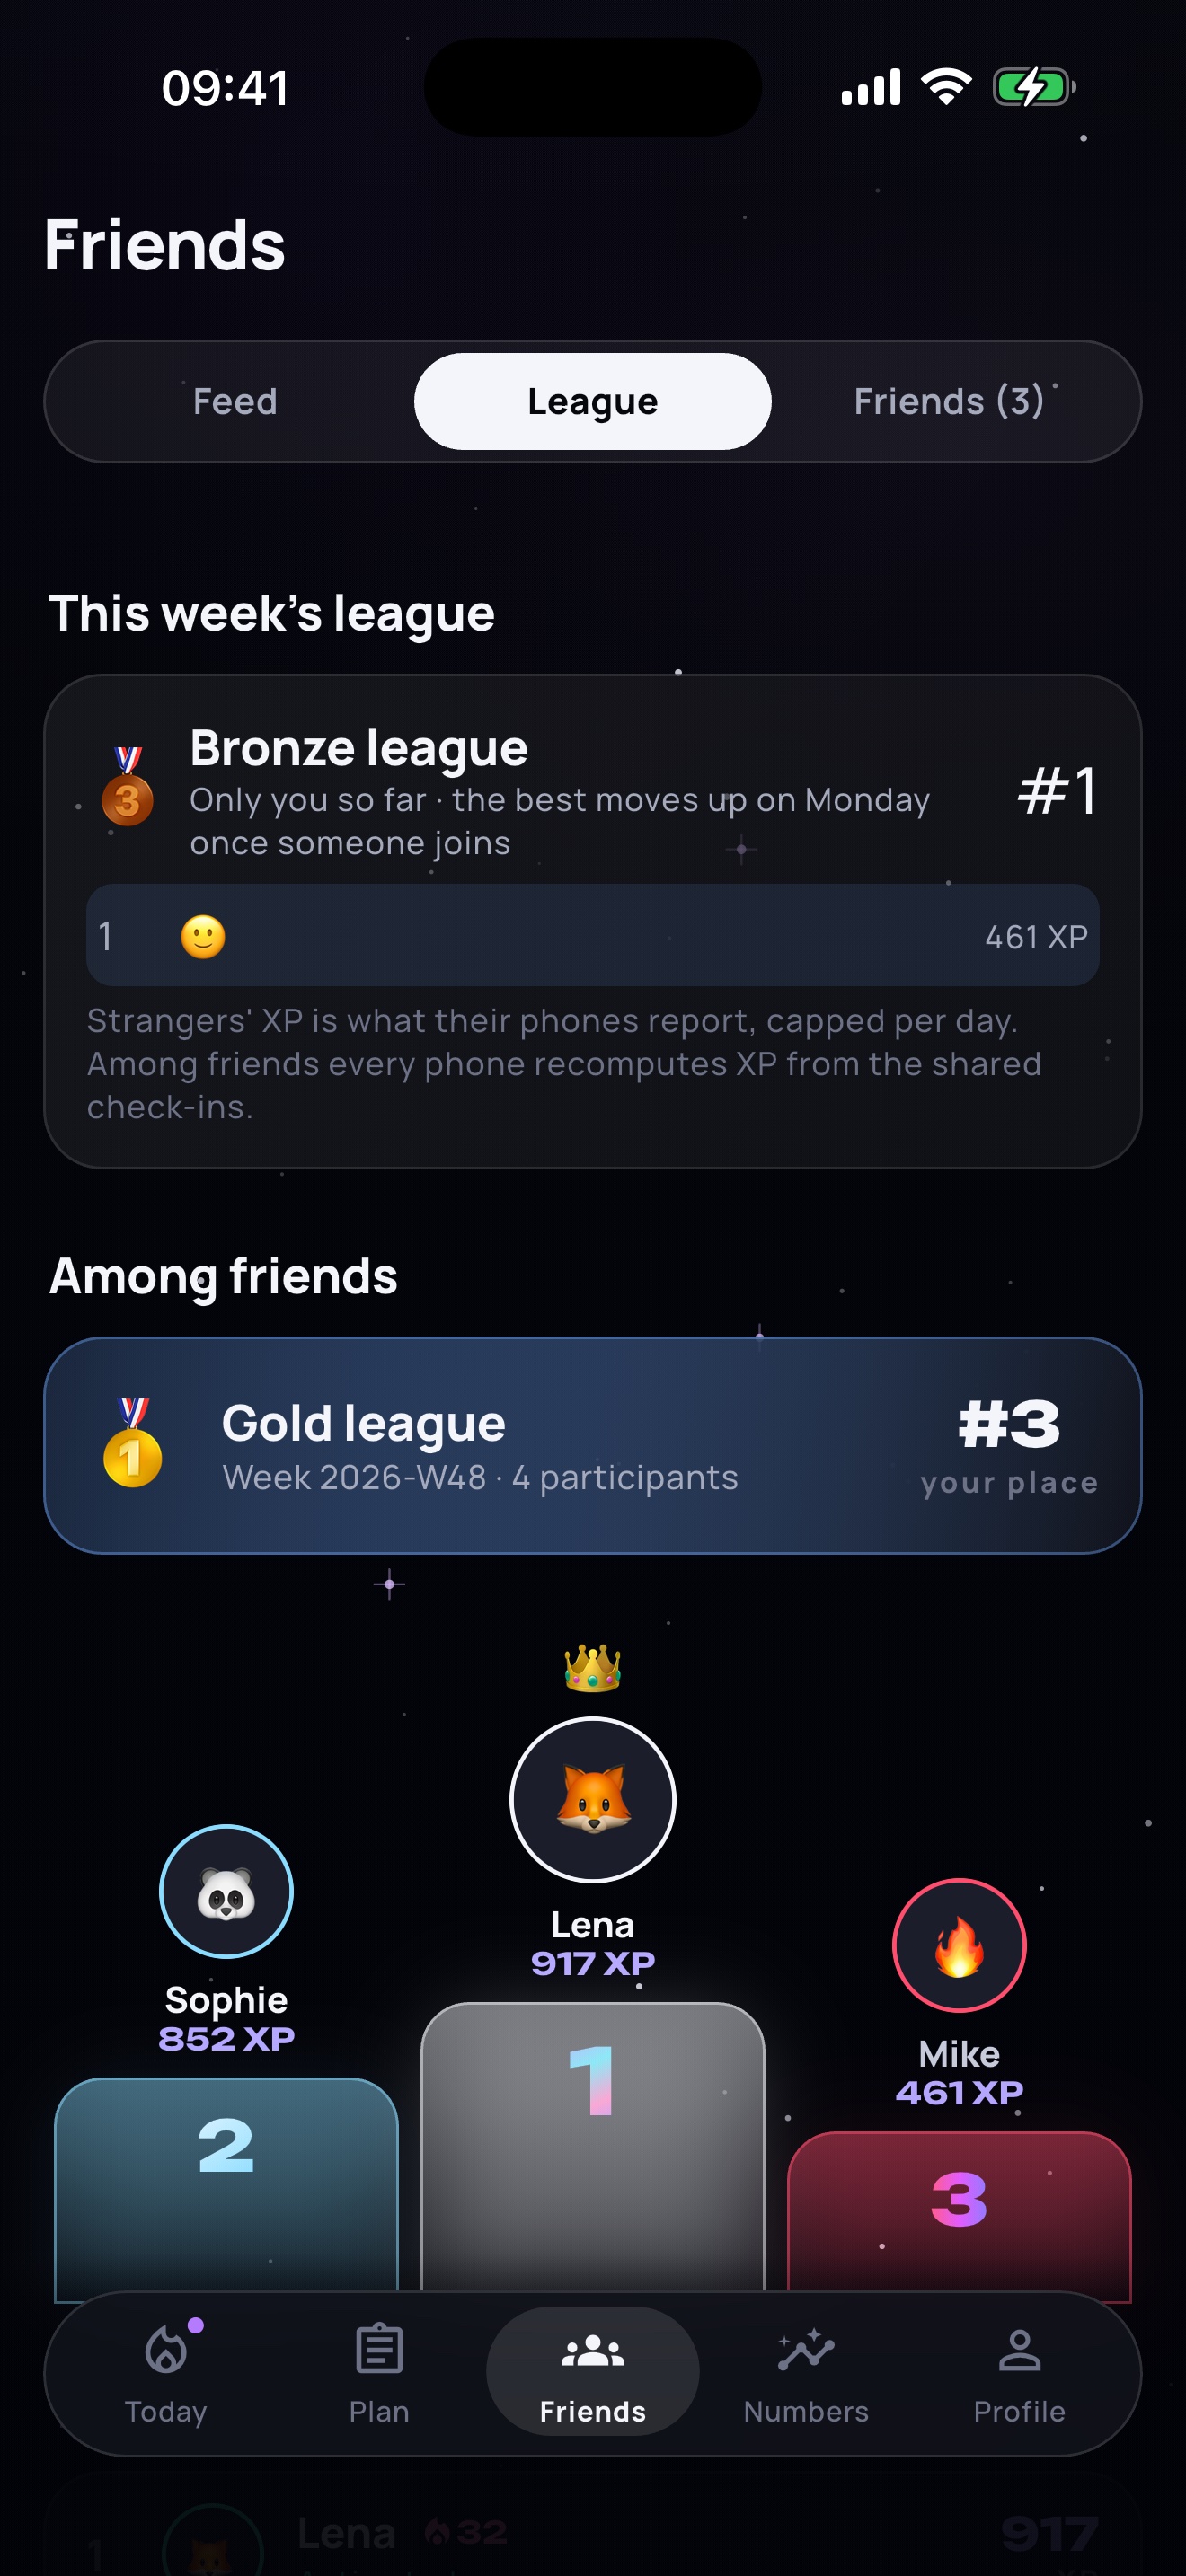 09:41
Friends
Feed
League
Friends (3)
This week's league
Bronze league
Only you so far · the best moves up on Monday
once someone joins
#1
1
461 XP
Strangers' XP is what their phones report, capped per day.
Among friends every phone recomputes XP from the shared
check-ins.
Among friends
Gold league
Week 2026-W48 · 4 participants
#3
your place
Lena
917 XP
Sophie
852 XP
Mike
461 XP
1
2
3
Today
Plan
Friends
Numbers
Profile
1
Lena
32
917